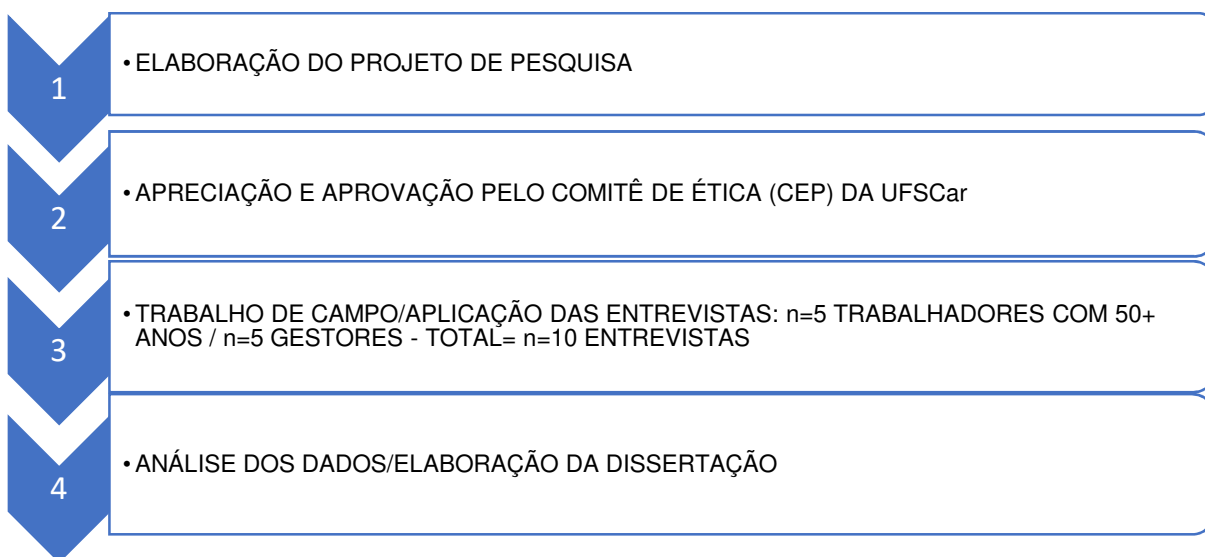 1
• ELABORAÇÃO DO PROJETO DE PESQUISA
2
• APRECIAÇÃO E APROVAÇÃO PELO COMITÊ DE ÉTICA (CEP) DA UFSCar
3
• TRABALHO DE CAMPO/APLICAÇÃO DAS ENTREVISTAS: n=5 TRABALHADORES COM 50+
ANOS / n=5 GESTORES - TOTAL= n=10 ENTREVISTAS
4
• ANÁLISE DOS DADOS/ELABORAÇÃO DA DISSERTAÇÃO